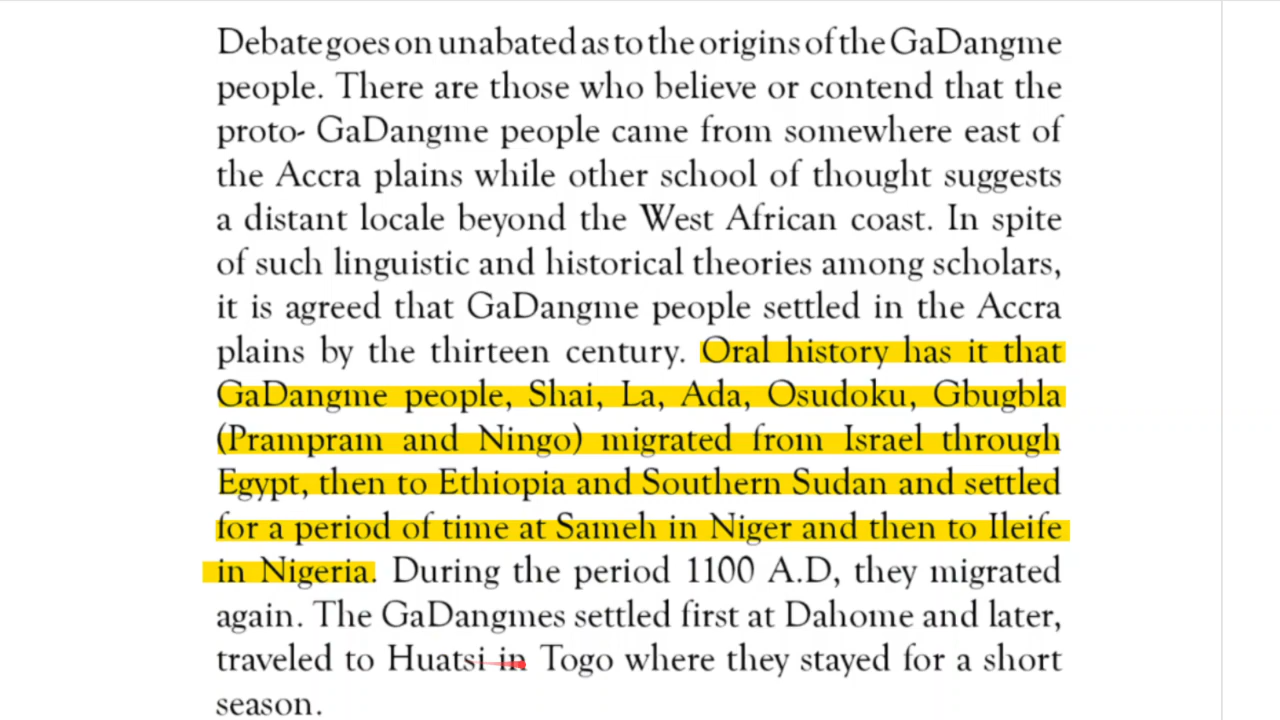 Debate goes on unabated as to the origins of the GaDangme
people. There are those who believe or contend that the
proto- GaDangme people came from somewhere east of
the Accra plains while other school of thought suggests
a distant locale beyond the West African coast. In spite
of such linguistic and historical theories among scholars,
it is agreed that GaDangme people settled in the Accra
plains by the thirteen century. Oral history has it that
GaDangme people, Shai, La, Ada, Osudoku, Gbugbla
(Prampram and Ningo) migrated from Israel through
Egypt, then to Ethiopia and Southern Sudan and settled
for a period of time at Sameh in Niger and then to Ileife
in Nigeria. During the period 1100 A.D, they migrated
again. The GaDangmes settled first at Dahome and later,
traveled to Huatsi in Togo where they stayed for a short
season.